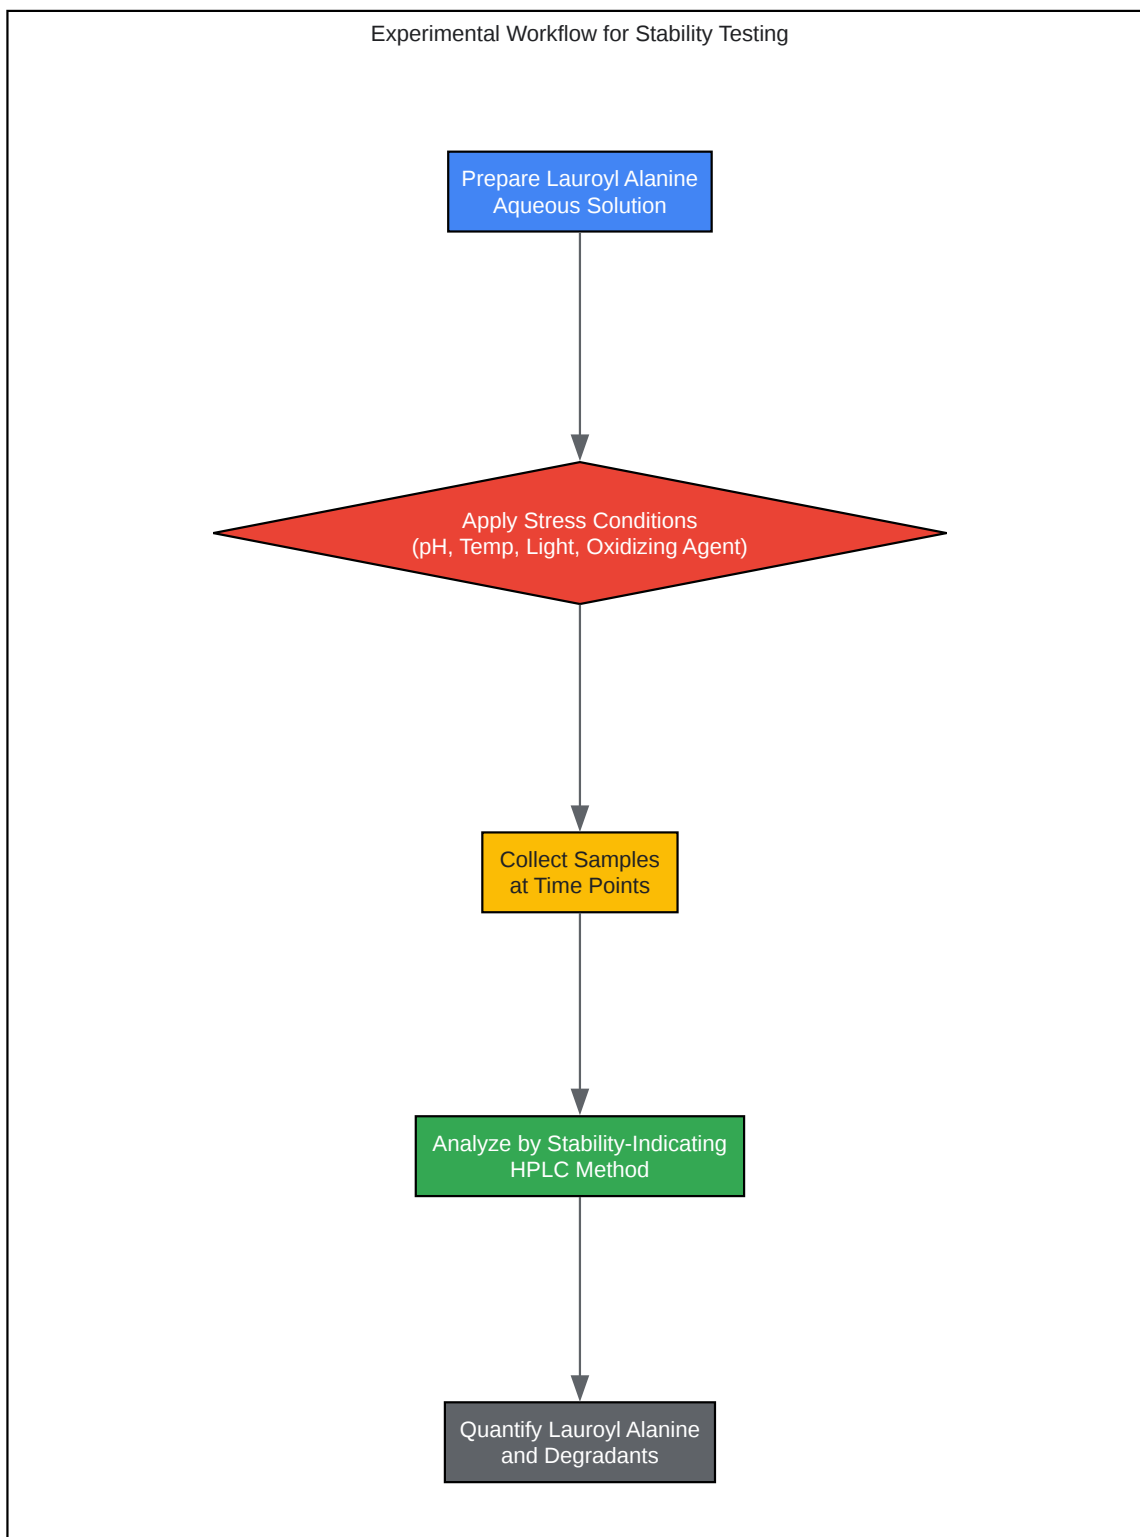 Experimental Workflow for Stability Testing
Prepare Lauroyl Alanine
Aqueous Solution
Apply Stress Conditions
(pH, Temp, Light, Oxidizing Agent)
Collect Samples
at Time Points
Analyze by Stability-Indicating
HPLC Method
Quantify Lauroyl Alanine
and Degradants